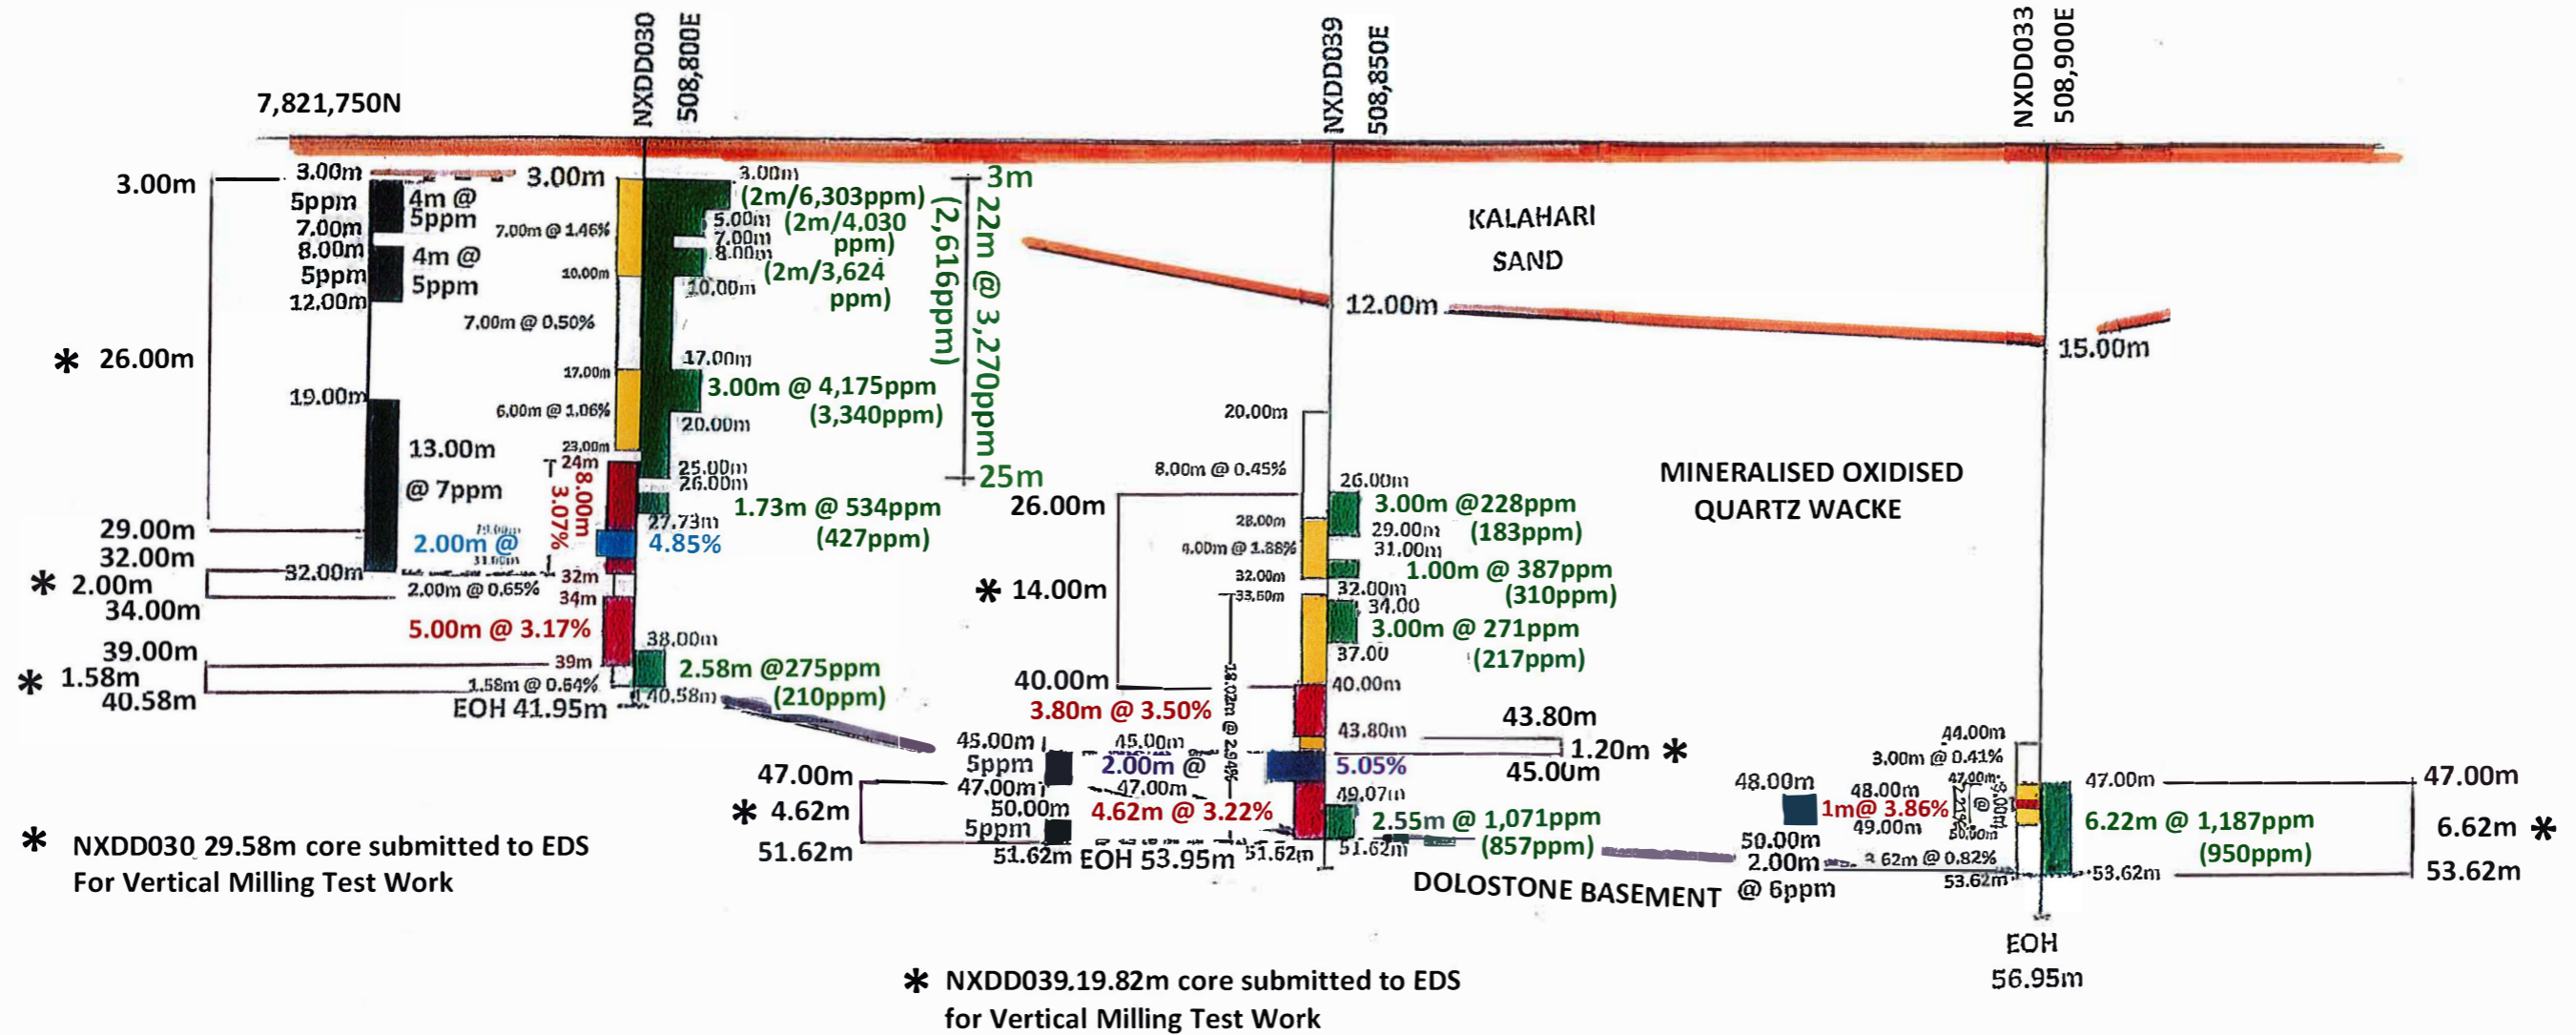 NXDD030
508,800E
NXDD039
508,850E
NXDD033
508,900E
7,821,750N
3.00m
26.00m
29.00m
32.00m
2.00m
34.00m
39.00m
1.58m
40.58m
3.00m
5ppm
7.00m
8.00m
5ppm
12.00m
19.00m
32.00m
4m @
5ppm
4m @
5ppm
13.00m
@ 7ppm
2.00m @
31.00m
3.00m
7.00m @ 1.46%
10.00m
7.00m @ 0.50%
17.00m
6.00m @ 1.06%
23.00m
24m
8.00m
3.07%
32m
2.00m @ 0.65%
34m
5.00m @ 3.17%
39m
1.58m @ 0.64%
EOH 41.95m
3.00m
(2m/6,303ppm)
5.00m
(2m/4,030
ppm)
7.00m
8.00m
(2m/3,624
ppm)
10.00m
17.00m
3.00m @ 4,175ppm
(3,340ppm)
20.00m
25.00m
26.00m
1.73m @ 534ppm
(427ppm)
27.73m
4.85%
38.00m
2.58m @275ppm
(210ppm)
40.58m
3m
22m @ 3,270ppm
(2,616ppm)
25m
KALAHARI
SAND
12.00m
15.00m
MINERALISED OXIDISED
QUARTZ WACKE
20.00m
8.00m @ 0.45%
26.00m
26.00m
3.00m @228ppm
(183ppm)
28.00m
29.00m
4.00m @ 1.88%
31.00m
1.00m @ 387ppm
(310ppm)
32.00m
32.00m
33.60m
34.00
3.00m @ 271ppm
(217ppm)
37.00
14.00m
40.00m
40.00m
18.02m @ 2.94%
3.80m @ 3.50%
43.80m
43.80m
1.20m
45.00m
45.00m
5ppm
47.00m
50.00m
5ppm
51.62m
45.00m
2.00m @
5.05%
47.00m
49.07m
47.00m
4.62m
51.62m
4.62m @ 3.22%
2.55m @ 1,071ppm
(857ppm)
EOH 53.95m
51.62m
51.62m
DOLOSTONE BASEMENT
44.00m
3.00m @ 0.41%
47.00m
48.00m
48.00m
1m@ 3.86%
49.00m
50.00m
50.00m
2.00m
@ 6ppm
3.62m @ 0.82%
53.62m
47.00m
6.22m @ 1,187ppm
(950ppm)
53.62m
47.00m
6.62m *
53.62m
EOH
56.95m
* NXDD030 29.58m core submitted to EDS
For Vertical Milling Test Work
* NXDD039.19.82m core submitted to EDS
for Vertical Milling Test Work